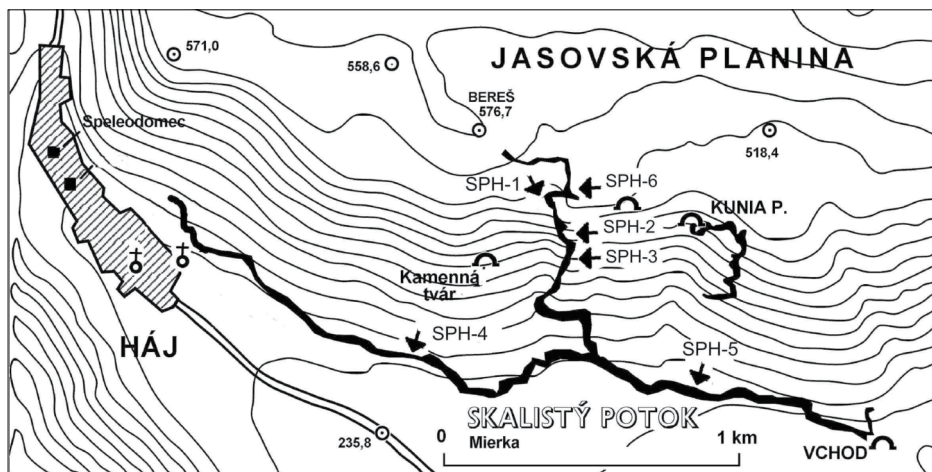 571,0
558,6
JASOVSKÁ PLANINA
BEREŠ
576,7
518,4
Speleodomec
SPH-1
SPH-6
KUNIA P.
SPH-2
SPH-3
Kamenná
tvár
HÁJ
SPH-4
SPH-5
SKALISTÝ POTOK
235,8
0
Mierka
1 km
VCHOD